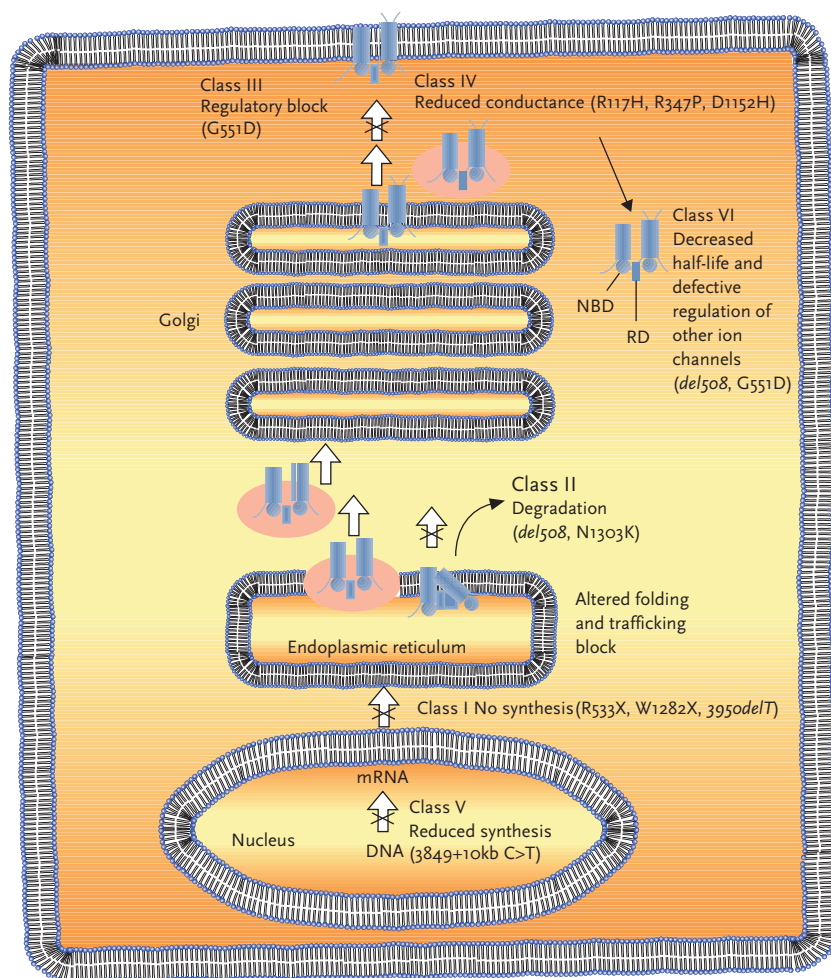 Class III
Regulatory block
(G551D)
Class IV
Reduced conductance (R117H, R347P, D1152H)
Class VI
Decreased
half-life and
defective
regulation of
other ion
channels
(del508, G551D)
NBD
RD
Golgi
Class II
Degradation
(del508, N1303K)
Altered folding
and trafficking
block
Endoplasmic reticulum
Class I No synthesis (R533X, W1282X, 3950delT)
mRNA
Class V
Reduced synthesis
(3849+10kb C>T)
Nucleus
DNA